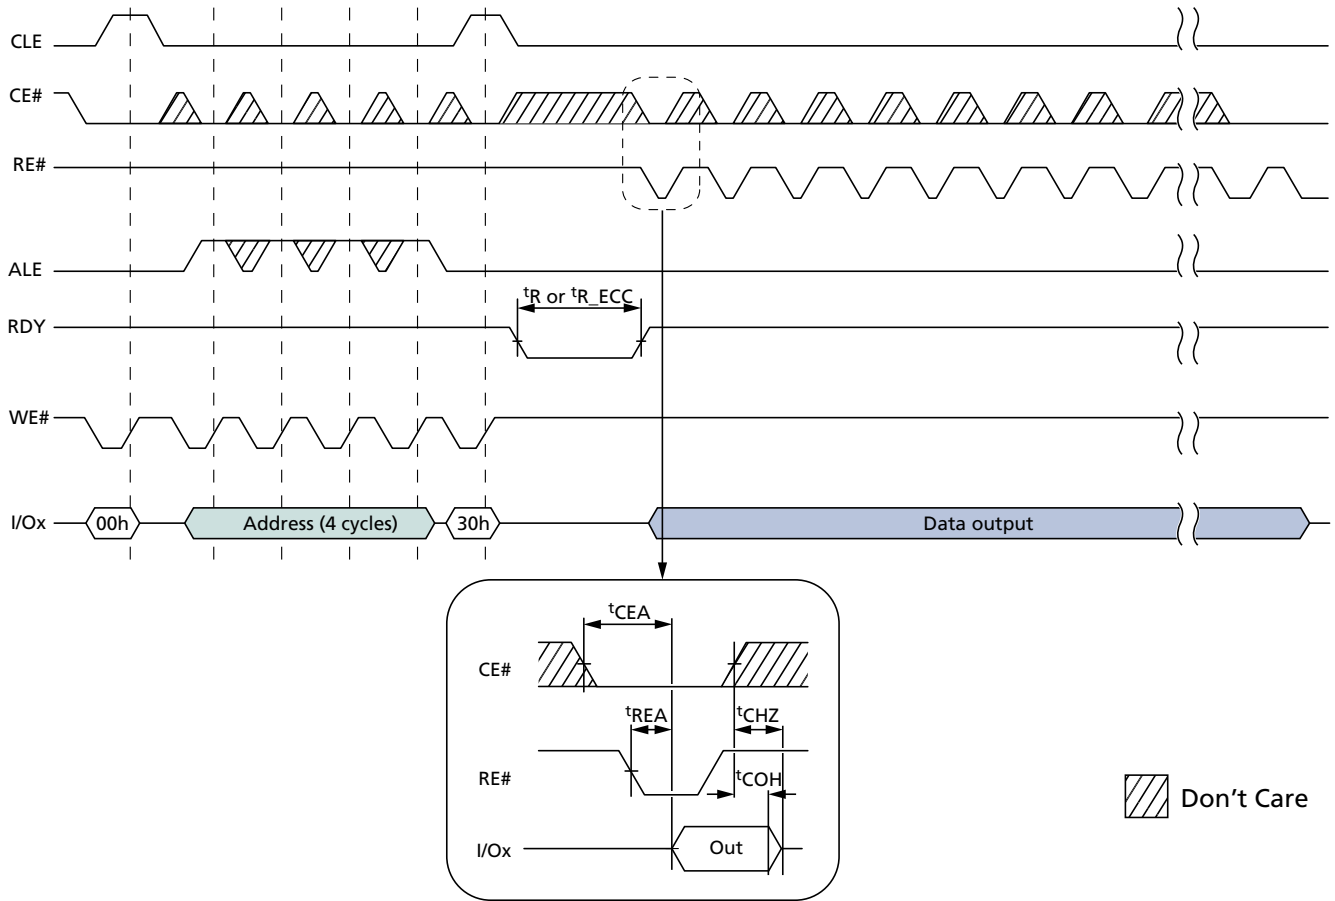 CLE
CE#
RE#
ALE
tR or tR_ECC
RDY
WE#
I/Ox
00h
Address (4 cycles)
30h
Data output
tCEA
CE#
tREA
tCHZ
RE#
tCOH
I/Ox
Out
Don't Care